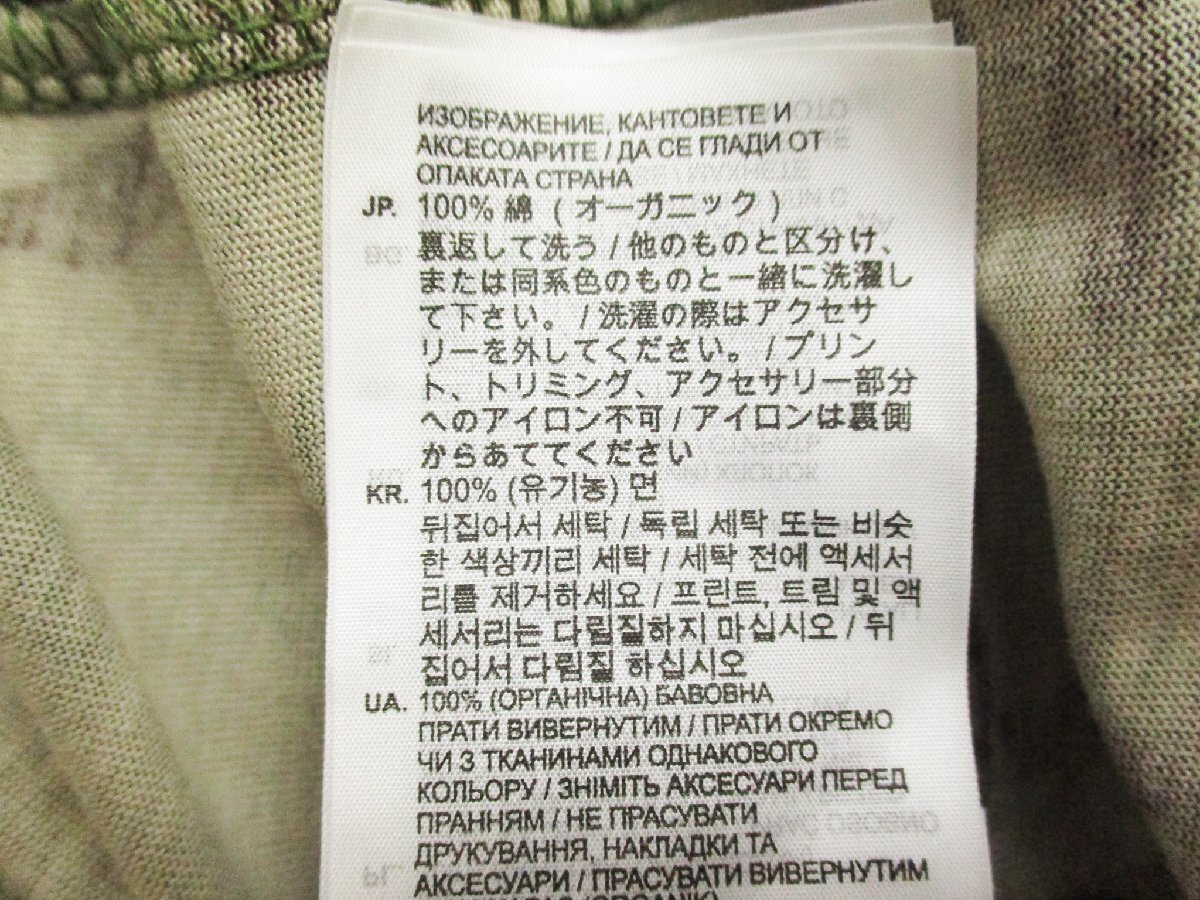 ИЗОБРАЖЕНИЕ, КАНТОВЕТЕ И
АКСЕСОАРИТЕ / ДА СЕ ГЛАДИ ОТ
ОПАКАТА СТРАНА
JP. 100% 綿 ( オーガニック )
裏返して洗う / 他のものと区分け、
または同系色のものと一緒に洗濯し
て下さい。 / 洗濯の際はアクセサ
リーを外してください。 / プリン
ト、トリミング、アクセサリー部分
へのアイロン不可 / アイロンは裏側
からあててください
KR. 100% (유기농) 면
뒤집어서 세탁 / 독립 세탁 또는 비슷
한 색상끼리 세탁 / 세탁 전에 액세서
리를 제거하세요 / 프린트, 트림 및 액
세서리는 다림질하지 마십시오 / 뒤
집어서 다림질 하십시오
UA. 100% (ОРГАНІЧНА) БАВОВНА
ПРАТИ ВИВЕРНУТИМ / ПРАТИ ОКРЕМО
ЧИ З ТКАНИНАМИ ОДНАКОВОГО
КОЛЬОРУ / ЗНІМІТЬ АКСЕСУАРИ ПЕРЕД
ПРАННЯМ / НЕ ПРАСУВАТИ
ДРУКУВАННЯ, НАКЛАДКИ ТА
АКСЕСУАРИ / ПРАСУВАТИ ВИВЕРНУТИМ